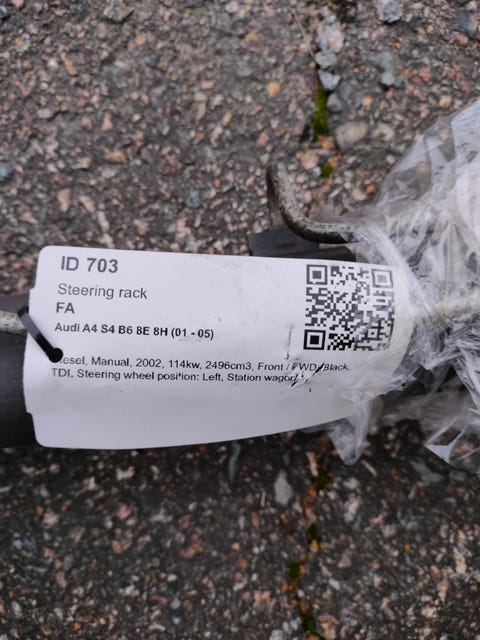 ID 703
Steering rack
FA
Audi A4 S4 B6 8E 8H (01 - 05)
esel, Manual, 2002, 114kw, 2496cm3, Front / FWD, Black,
TDI, Steering wheel position: Left, Station wagon